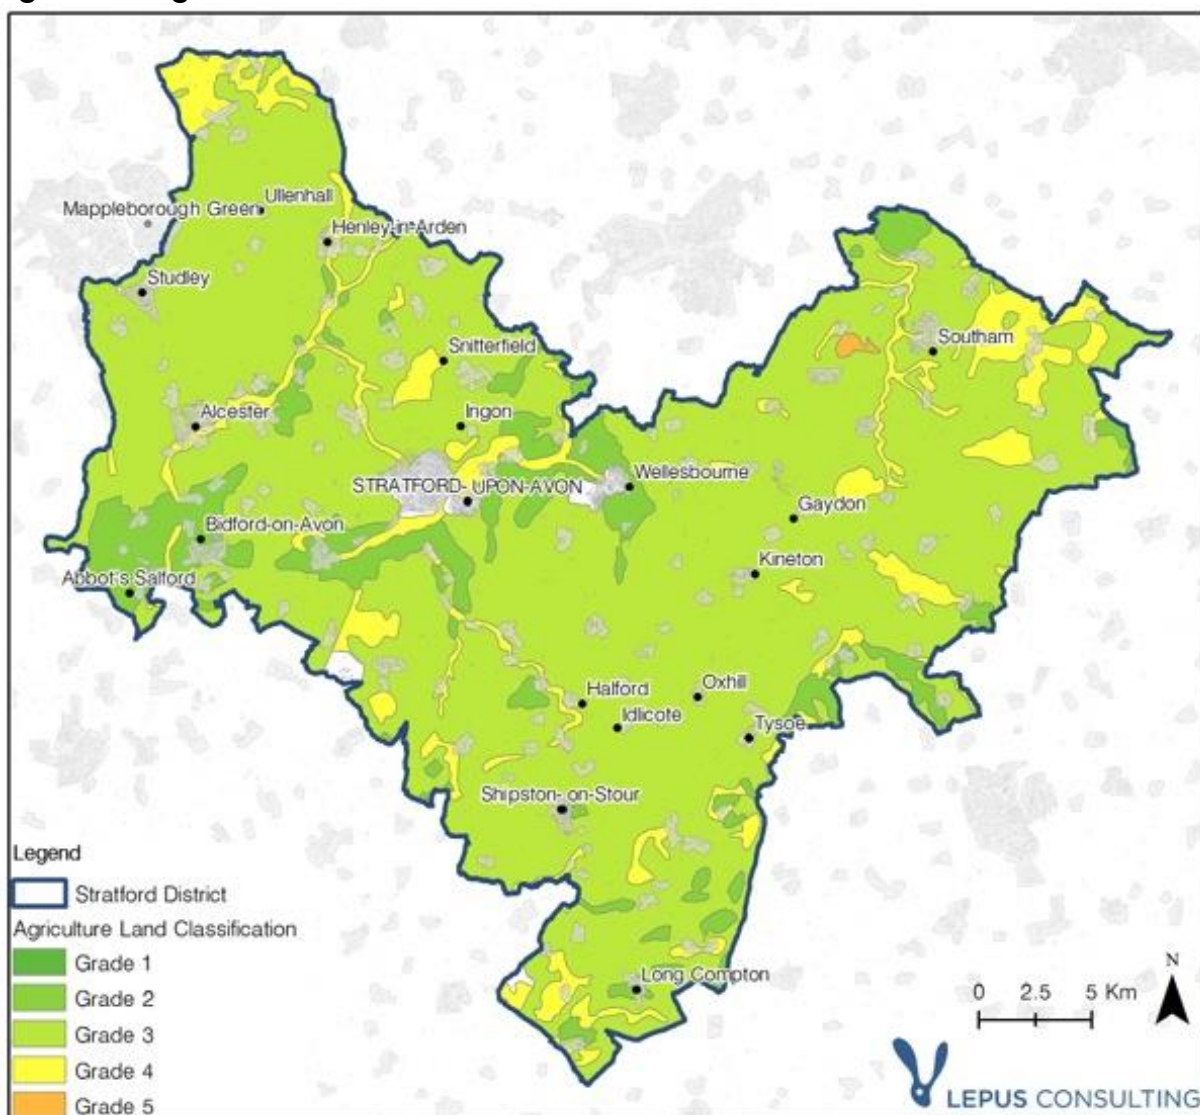 Ullenhall
Mappleborough Green
Henley-in-Arden
Studley
Southam
Snitterfield
Alcester
Ingon
Wellesbourne
STRATFORD- UPON-AVON
Gaydon
Bidford-on-Avon
Kineton
Abbot's Salford
Halford
Oxhill
Idlicote
Tysoe
Shipston- on-Stour
Long Compton
Legend
Stratford District
Agriculture Land Classification
Grade 1
Grade 2
Grade 3
Grade 4
Grade 5
N
0 2.5 5 Km
LEPUS CONSULTING